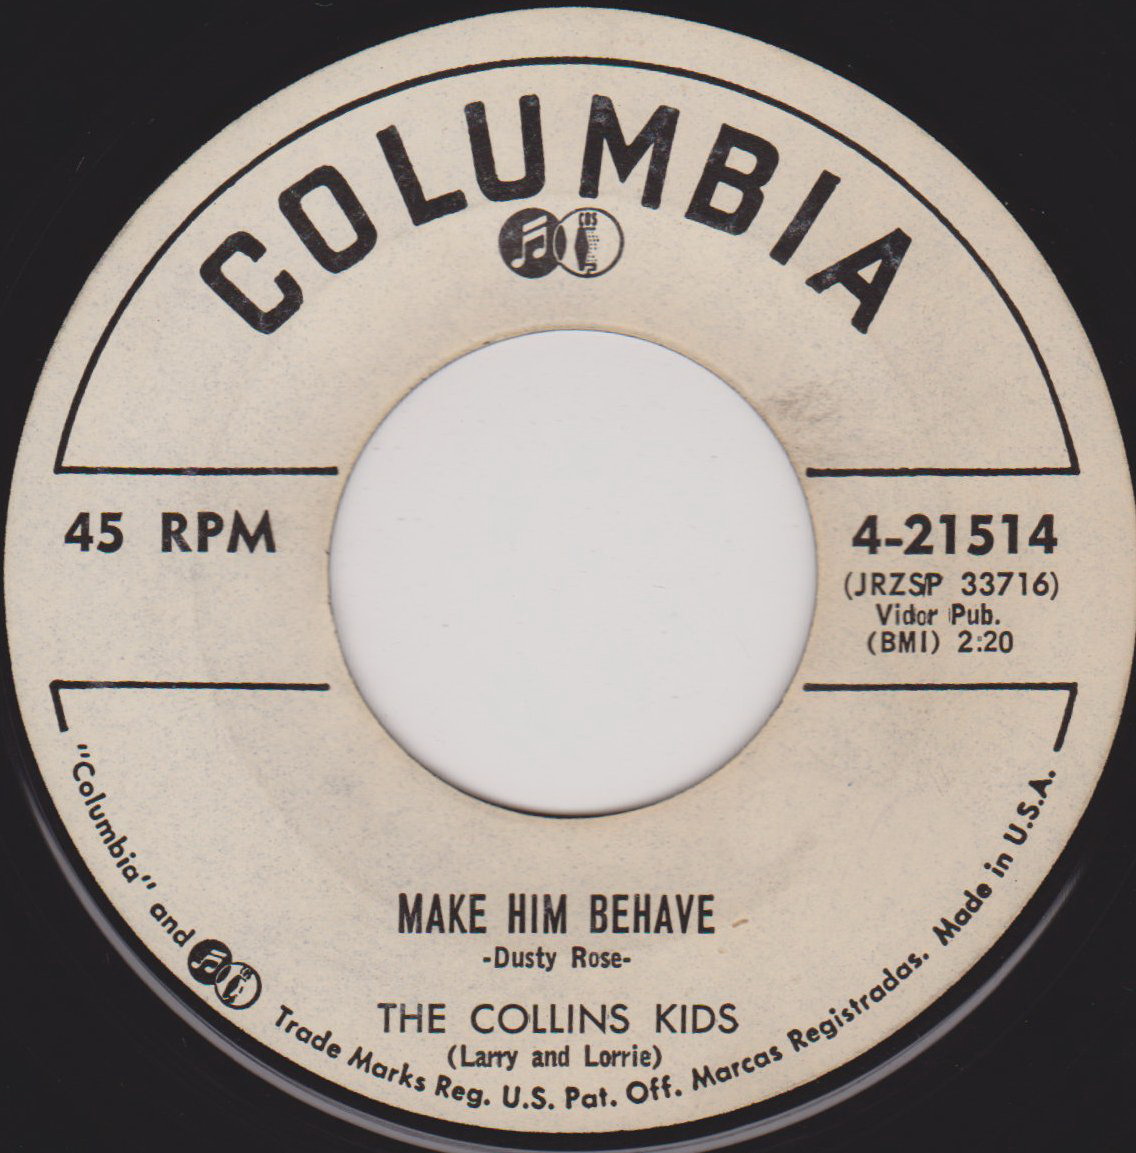 COLUMBIA
CBS
45 RPM
4-21514
(JRZSP 33716)
Vidor Pub.
(BMI) 2:20
MAKE HIM BEHAVE
-Dusty Rose-
THE COLLINS KIDS
(Larry and Lorrie)
"Columbia" and Trade Marks Reg. U.S. Pat. Off. Marcas Registradas. Made in U.S.A.